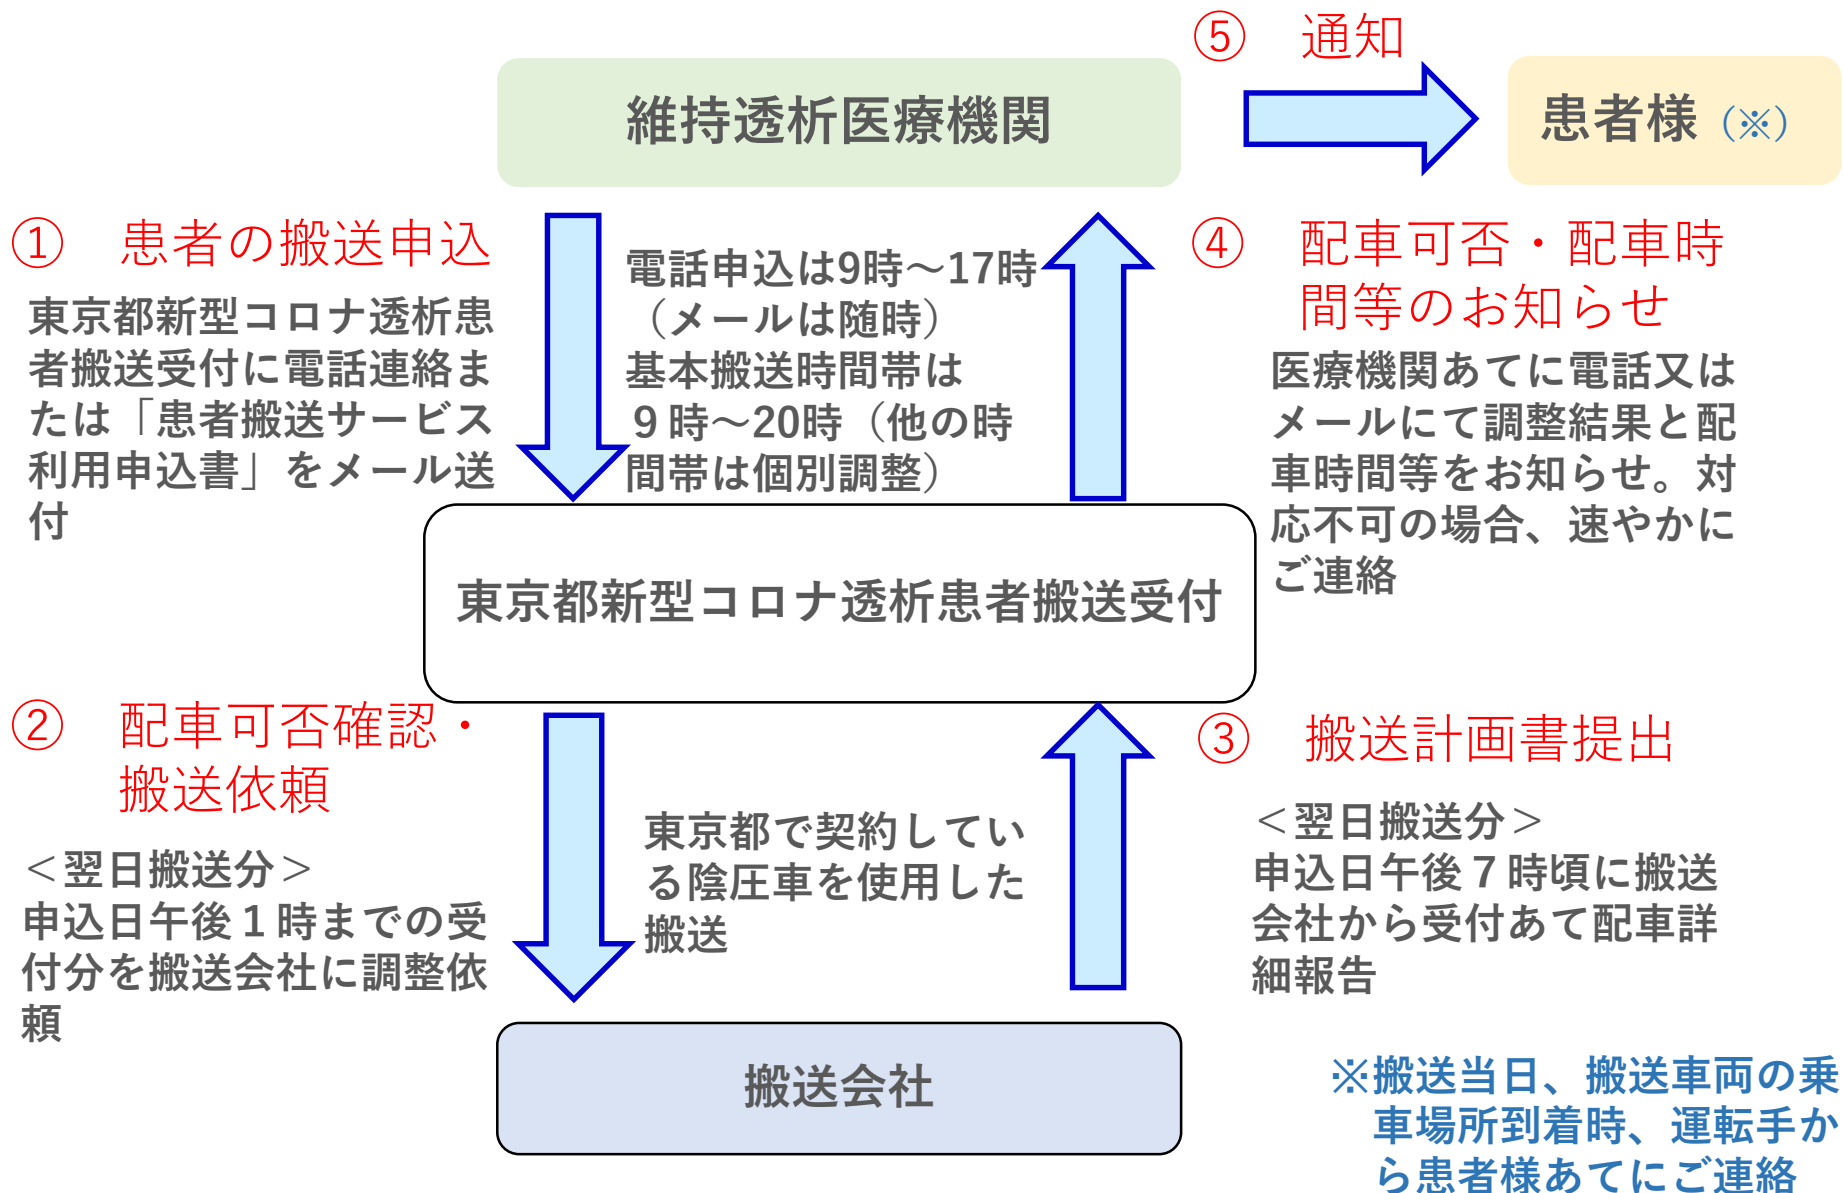 ⑤　通知
維持透析医療機関
患者様（※）
①　患者の搬送申込
東京都新型コロナ透析患
者搬送受付に電話連絡ま
たは「患者搬送サービス
利用申込書」をメール送
付
電話申込は9時～17時
（メールは随時）
基本搬送時間帯は
９時～20時（他の時
間帯は個別調整）
④　配車可否・配車時
間等のお知らせ
医療機関あてに電話又は
メールにて調整結果と配
車時間等をお知らせ。対
応不可の場合、速やかに
ご連絡
東京都新型コロナ透析患者搬送受付
②　配車可否確認・
搬送依頼
＜翌日搬送分＞
申込日午後１時までの受
付分を搬送会社に調整依
頼
東京都で契約してい
る陰圧車を使用した
搬送
③　搬送計画書提出
＜翌日搬送分＞
申込日午後７時頃に搬送
会社から受付あて配車詳
細報告
搬送会社
※搬送当日、搬送車両の乗
車場所到着時、運転手か
ら患者様あてにご連絡